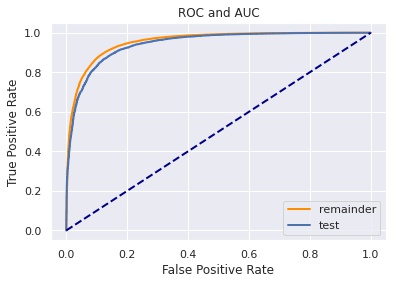 ROC and AUC
True Positive Rate
1.0
0.8
0.6
0.4
0.2
0.0
remainder
test
0.0 0.2 0.4 0.6 0.8 1.0
False Positive Rate